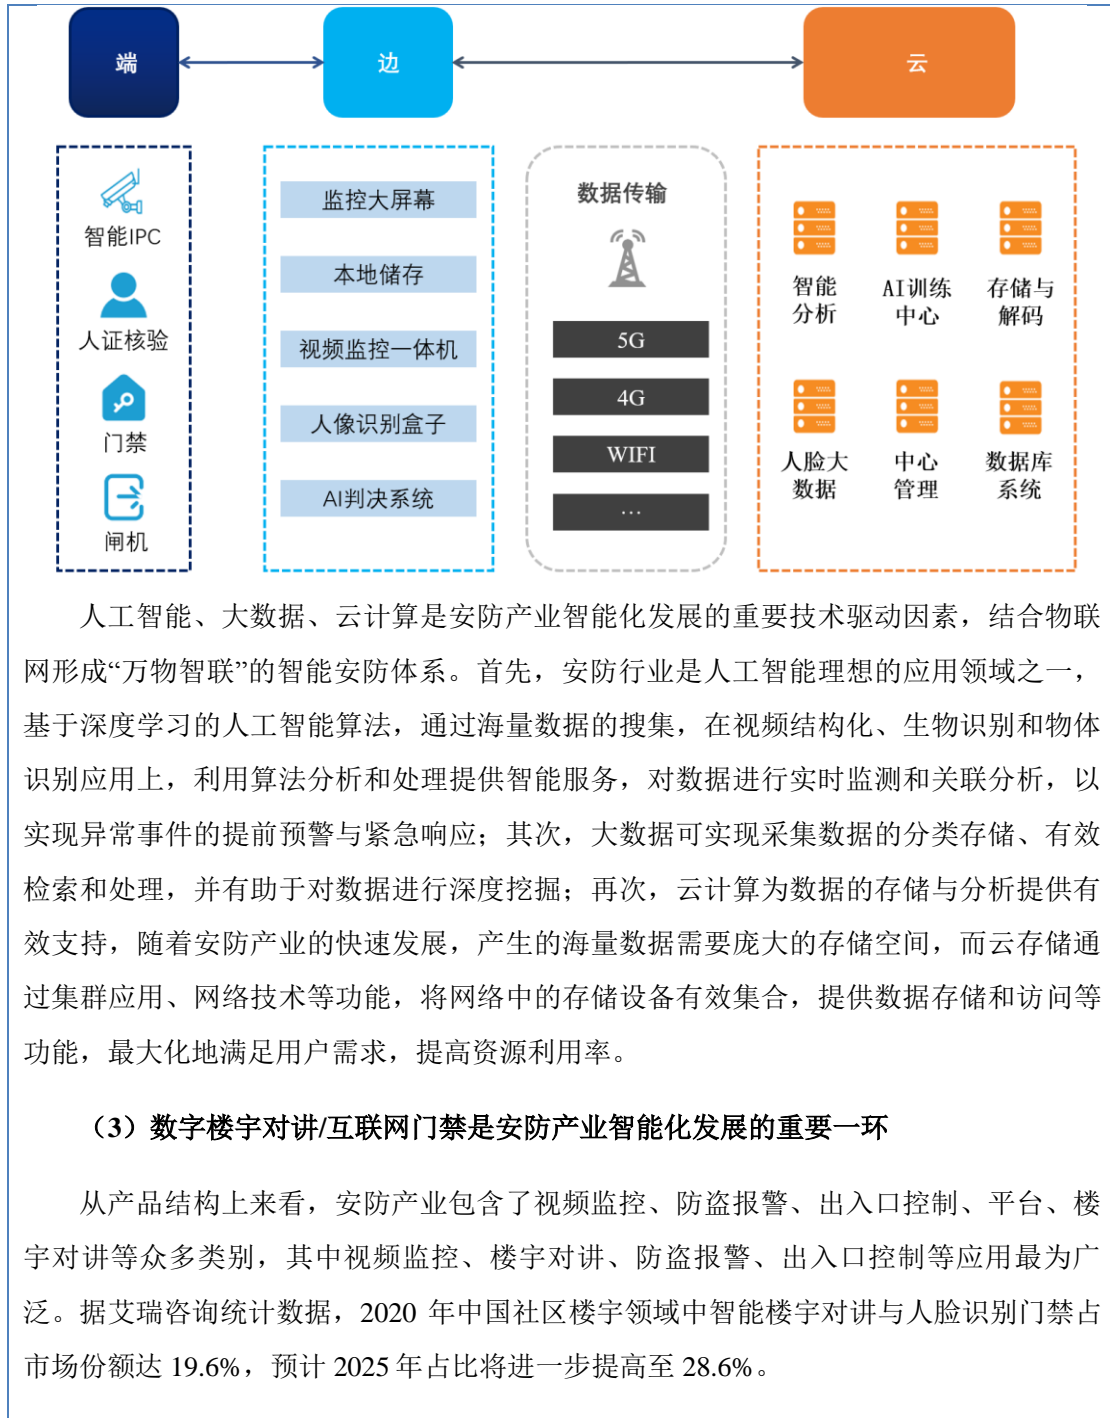 端
边
云
智能IPC
人证核验
门禁
闸机
监控大屏幕
本地储存
视频监控一体机
人像识别盒子
AI判决系统
数据传输
5G
4G
WIFI
…
智能
分析
AI训练
中心
存储与
解码
人脸大
数据
中心
管理
数据库
系统
人工智能、大数据、云计算是安防产业智能化发展的重要技术驱动因素，结合物联
网形成“万物智联”的智能安防体系。首先，安防行业是人工智能理想的应用领域之一，
基于深度学习的人工智能算法，通过海量数据的搜集，在视频结构化、生物识别和物体
识别应用上，利用算法分析和处理提供智能服务，对数据进行实时监测和关联分析，以
实现异常事件的提前预警与紧急响应；其次，大数据可实现采集数据的分类存储、有效
检索和处理，并有助于对数据进行深度挖掘；再次，云计算为数据的存储与分析提供有
效支持，随着安防产业的快速发展，产生的海量数据需要庞大的存储空间，而云存储通
过集群应用、网络技术等功能，将网络中的存储设备有效集合，提供数据存储和访问等
功能，最大化地满足用户需求，提高资源利用率。
（3）数字楼宇对讲/互联网门禁是安防产业智能化发展的重要一环
从产品结构上来看，安防产业包含了视频监控、防盗报警、出入口控制、平台、楼
宇对讲等众多类别，其中视频监控、楼宇对讲、防盗报警、出入口控制等应用最为广
泛。据艾瑞咨询统计数据，2020 年中国社区楼宇领域中智能楼宇对讲与人脸识别门禁占
市场份额达 19.6%，预计 2025 年占比将进一步提高至 28.6%。